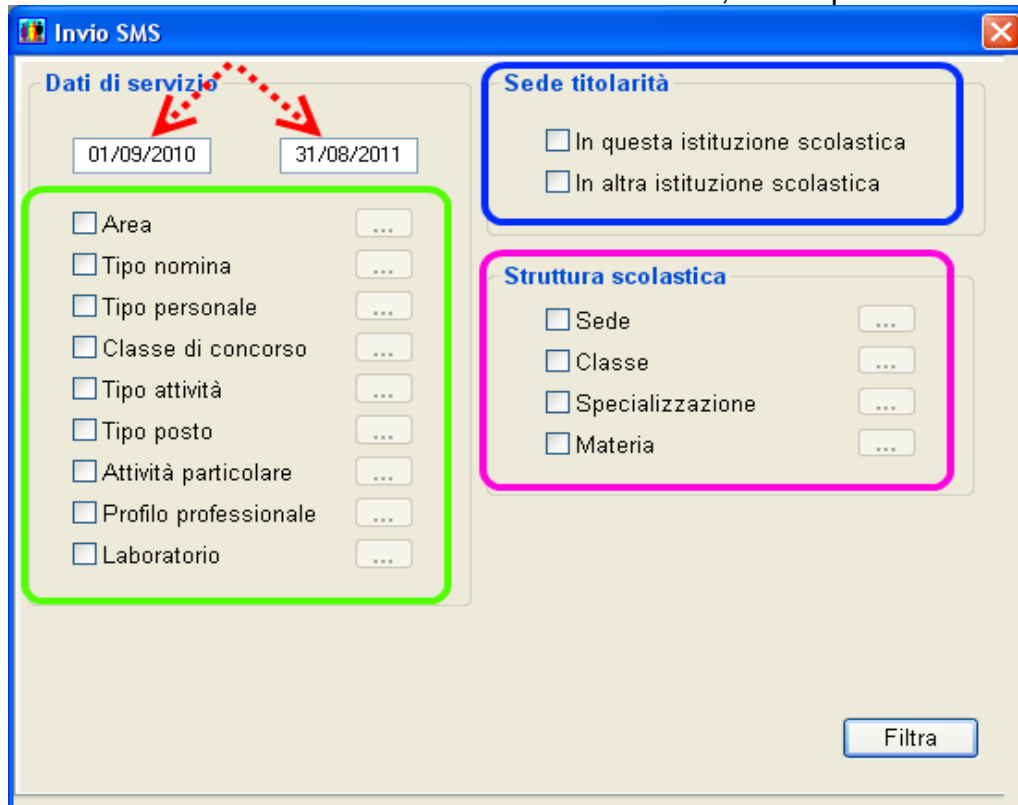 Invio SMS
Dati di servizio
01/09/2010 31/08/2011
Area ...
Tipo nomina ...
Tipo personale ...
Classe di concorso ...
Tipo attività ...
Tipo posto ...
Attività particolare ...
Profilo professionale ...
Laboratorio ...
Sede titolarità
In questa istituzione scolastica
In altra istituzione scolastica
Struttura scolastica
Sede ...
Classe ...
Specializzazione ...
Materia ...
Filtra